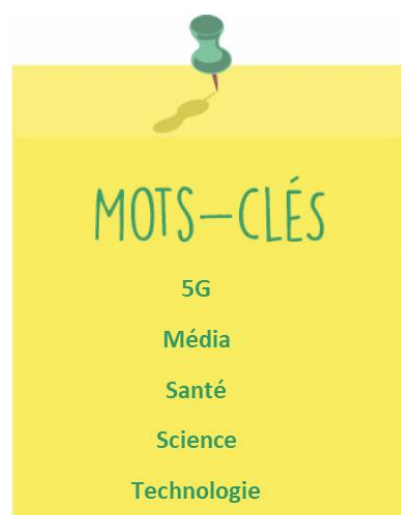 MOTS-CLÉS
5G
Média
Santé
Science
Technologie